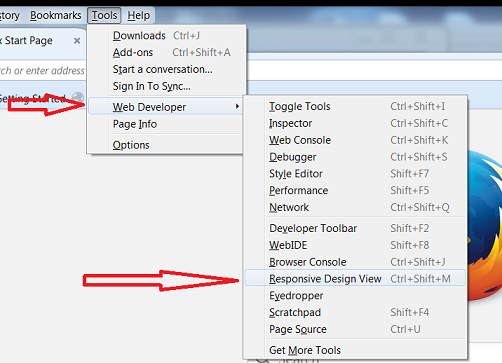 story Bookmarks Tools Help
x Start Page ×
rch or enter address
Getting Started
Downloads Ctrl+J
Add-ons Ctrl+Shift+A
Start a conversation...
Sign In To Sync...
Web Developer
Page Info
Options
Toggle Tools Ctrl+Shift+I
Inspector Ctrl+Shift+C
Web Console Ctrl+Shift+K
Debugger Ctrl+Shift+S
Style Editor Shift+F7
Performance Shift+F5
Network Ctrl+Shift+Q
Developer Toolbar Shift+F2
WebIDE Shift+F8
Browser Console Ctrl+Shift+J
Responsive Design View Ctrl+Shift+M
Eyedropper
Scratchpad Shift+F4
Page Source Ctrl+U
Get More Tools
Search